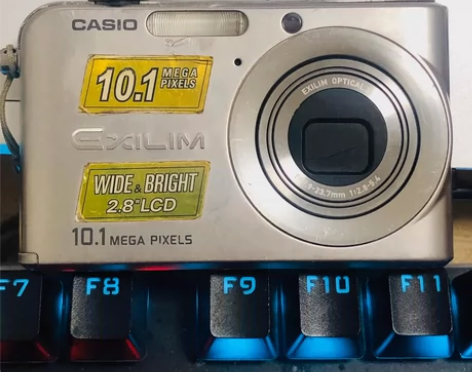 CASIO
10.1 MEGA PIXELS
EXILIM
WIDE & BRIGHT
2.8" LCD
10.1 MEGA PIXELS
EXILIM OPTICAL
F7
F8
F9
F10
F11